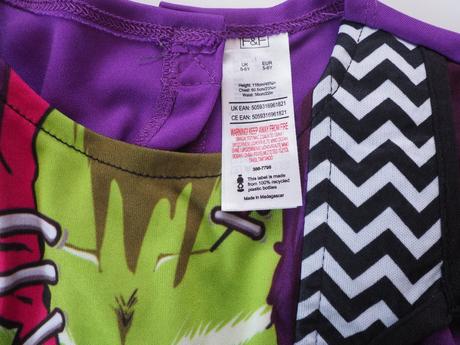 F&F
UK EUR
5-6Y 5-6Y
Height: 116cm/45¾in
Chest: 60.5cm/23¾in
Waist: 56cm/22in
UK EAN: 5059316961821
CE EAN: 5059316961821
WARNING! KEEP AWAY FROM FIRE
386-7798
This label is made
from 100% recycled
plastic bottles
Made in Madagascar